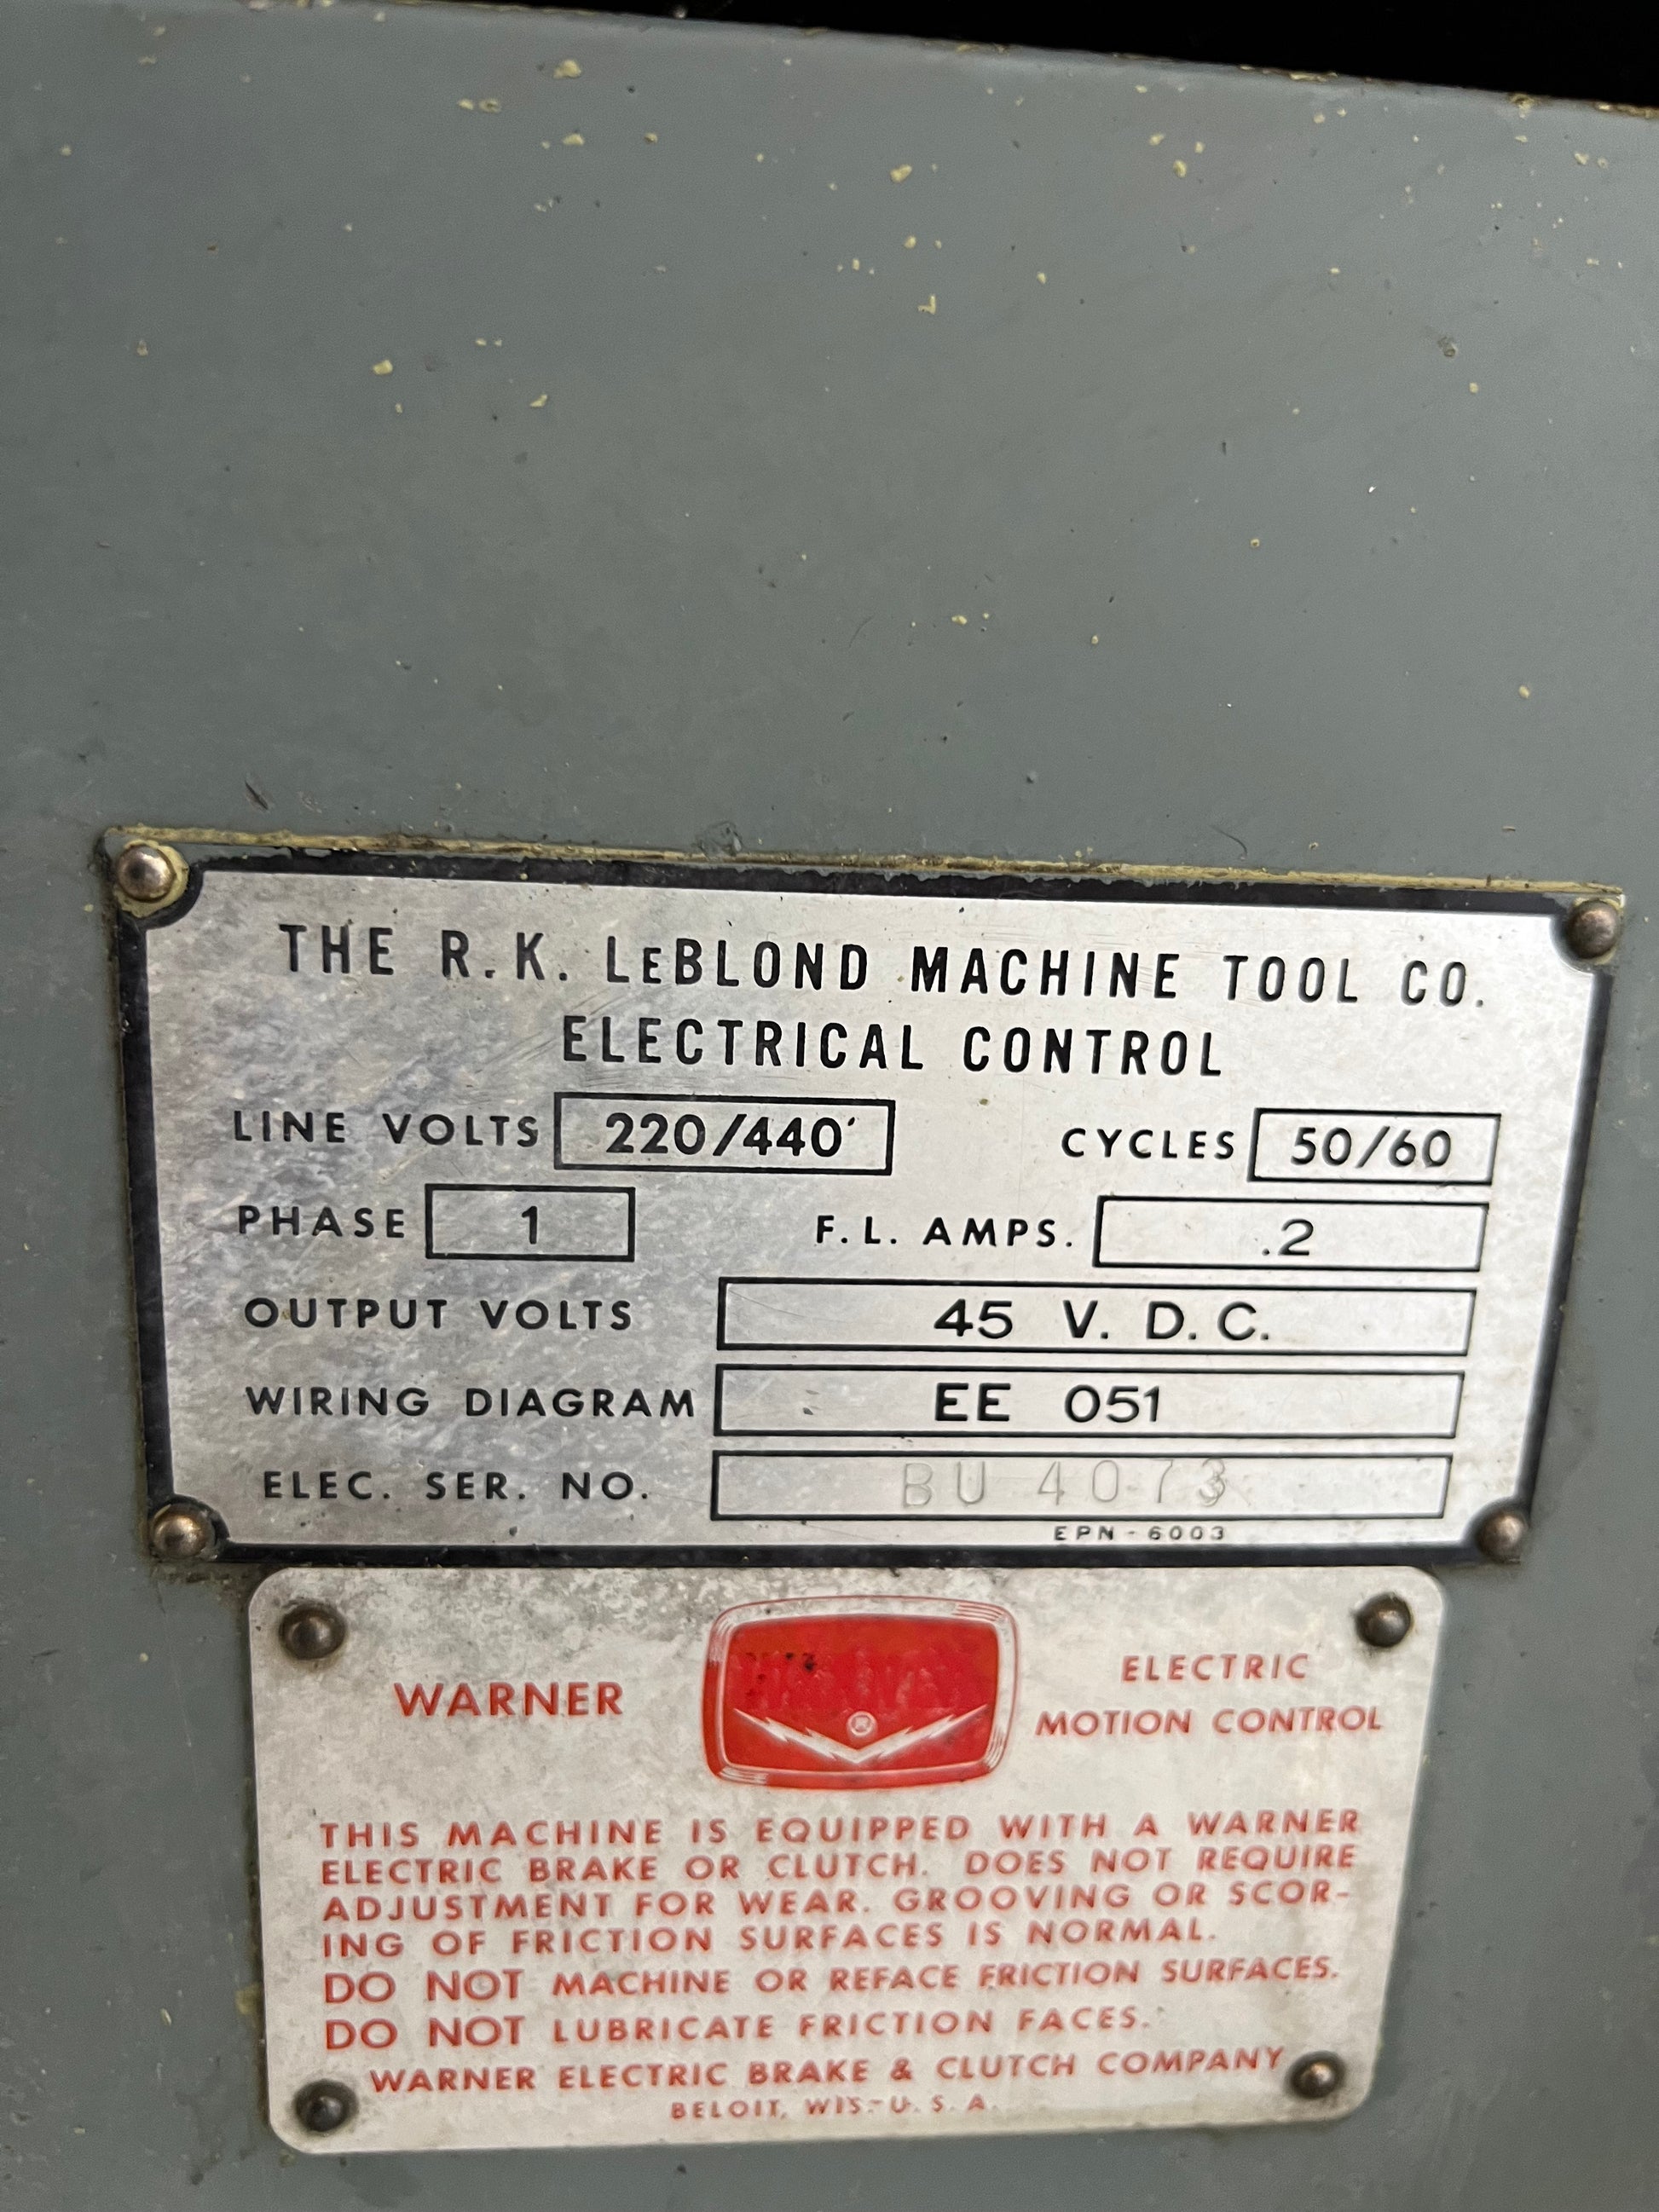 THE R.K. LEBLOND MACHINE TOOL CO.
ELECTRICAL CONTROL
LINE VOLTS 220/440 CYCLES 50/60
PHASE 1 F.L. AMPS. .2
OUTPUT VOLTS 45 V. D. C.
WIRING DIAGRAM EE 051
ELEC. SER. NO. BU 4073
EPN-6003
WARNER
ELECTRIC
MOTION CONTROL
THIS MACHINE IS EQUIPPED WITH A WARNER
ELECTRIC BRAKE OR CLUTCH. DOES NOT REQUIRE
ADJUSTMENT FOR WEAR. GROOVING OR SCOR-
ING OF FRICTION SURFACES IS NORMAL.
DO NOT MACHINE OR REFACE FRICTION SURFACES.
DO NOT LUBRICATE FRICTION FACES.
WARNER ELECTRIC BRAKE & CLUTCH COMPANY
BELOIT, WIS.-U. S. A.